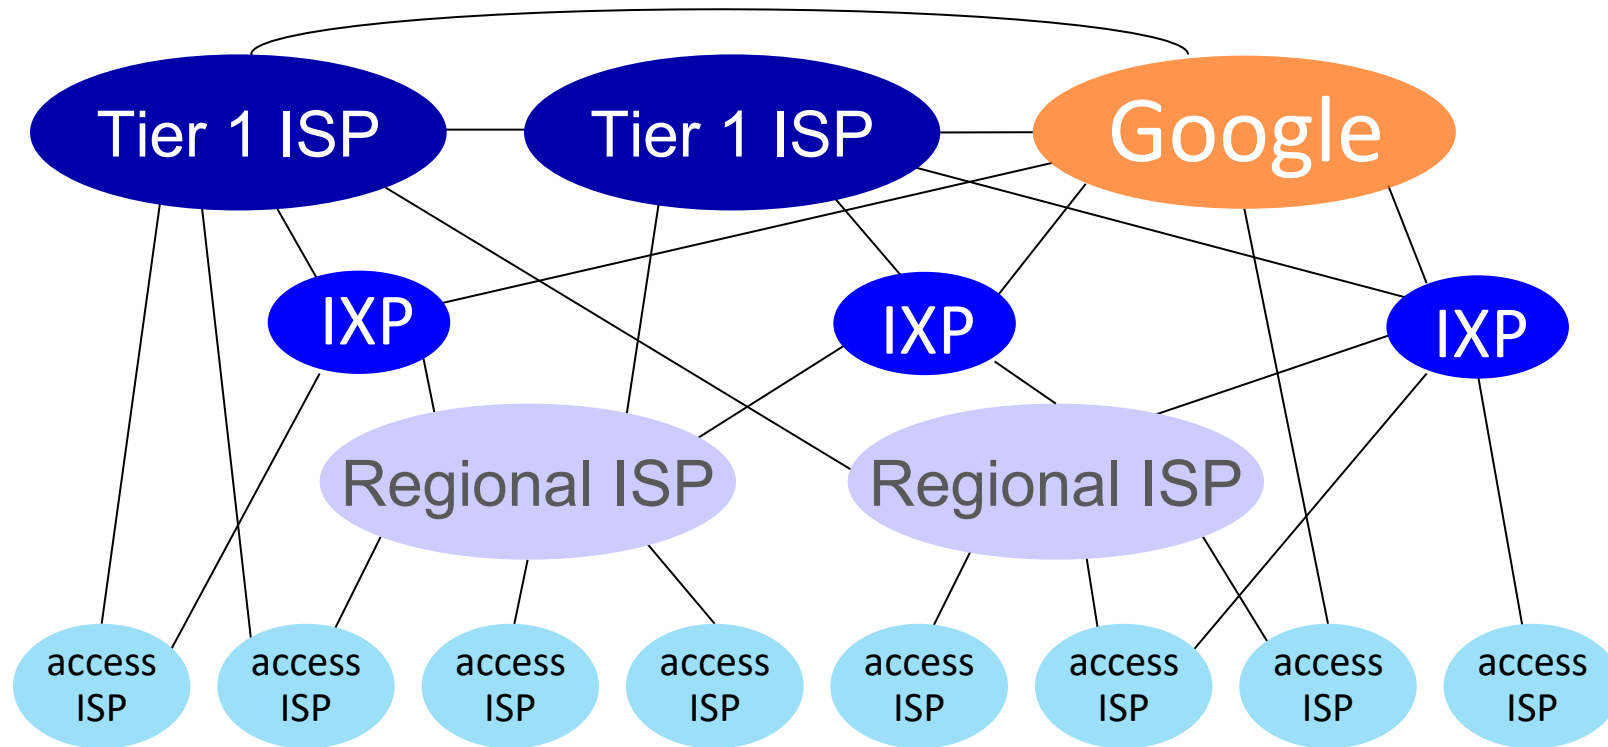 Tier 1 ISP
Tier 1 ISP
Google
IXP
IXP
IXP
Regional ISP
Regional ISP
access
ISP
access
ISP
access
ISP
access
ISP
access
ISP
access
ISP
access
ISP
access
ISP